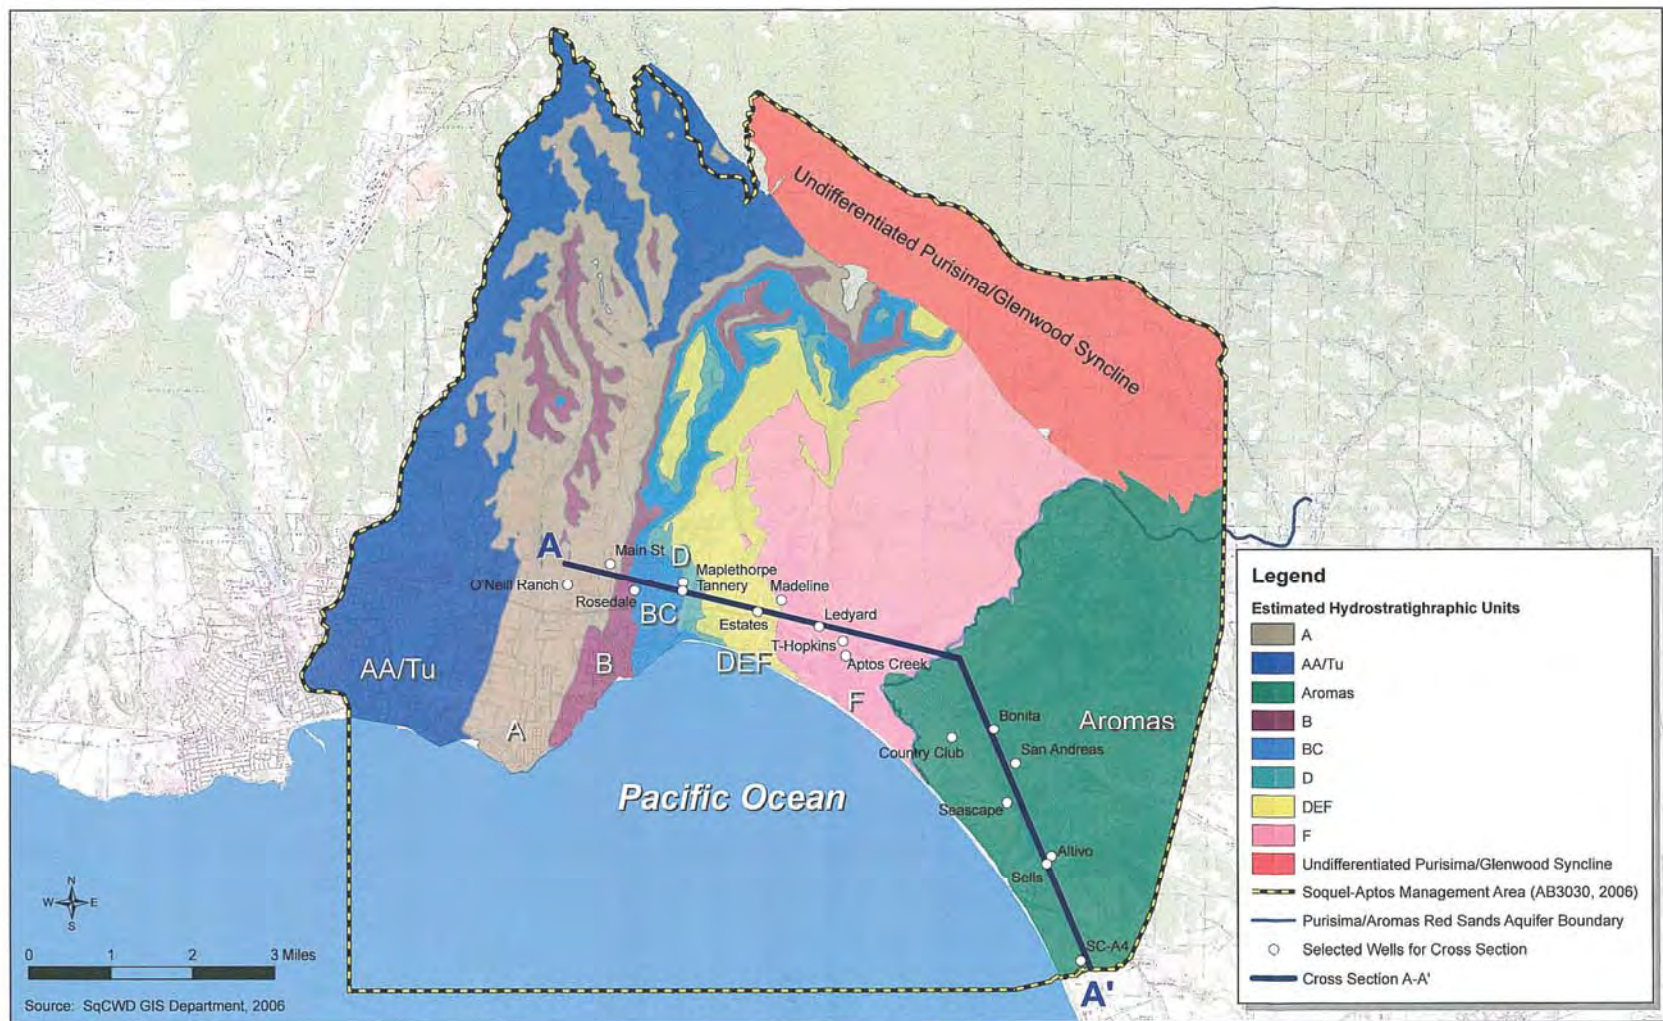 Undifferentiated Purisima/Glenwood Syncline
A
Main St
D
O'Neill Ranch
Maplethorpe
Tannery
Madeline
Rosedale
BC
Estates
Ledyard
T-Hopkins
Aptos Creek
AA/Tu
B
DEF
F
A
Bonita
Aromas
Country Club
San Andreas
Pacific Ocean
Seascape
Altivo
Sells
SC-A4
A'
N
W E
S
0 1 2 3 Miles
Source: SqCWD GIS Department, 2006
Legend
Estimated Hydrostratighraphic Units
A
AA/Tu
Aromas
B
BC
D
DEF
F
Undifferentiated Purisima/Glenwood Syncline
Soquel-Aptos Management Area (AB3030, 2006)
Purisima/Aromas Red Sands Aquifer Boundary
Selected Wells for Cross Section
Cross Section A-A'